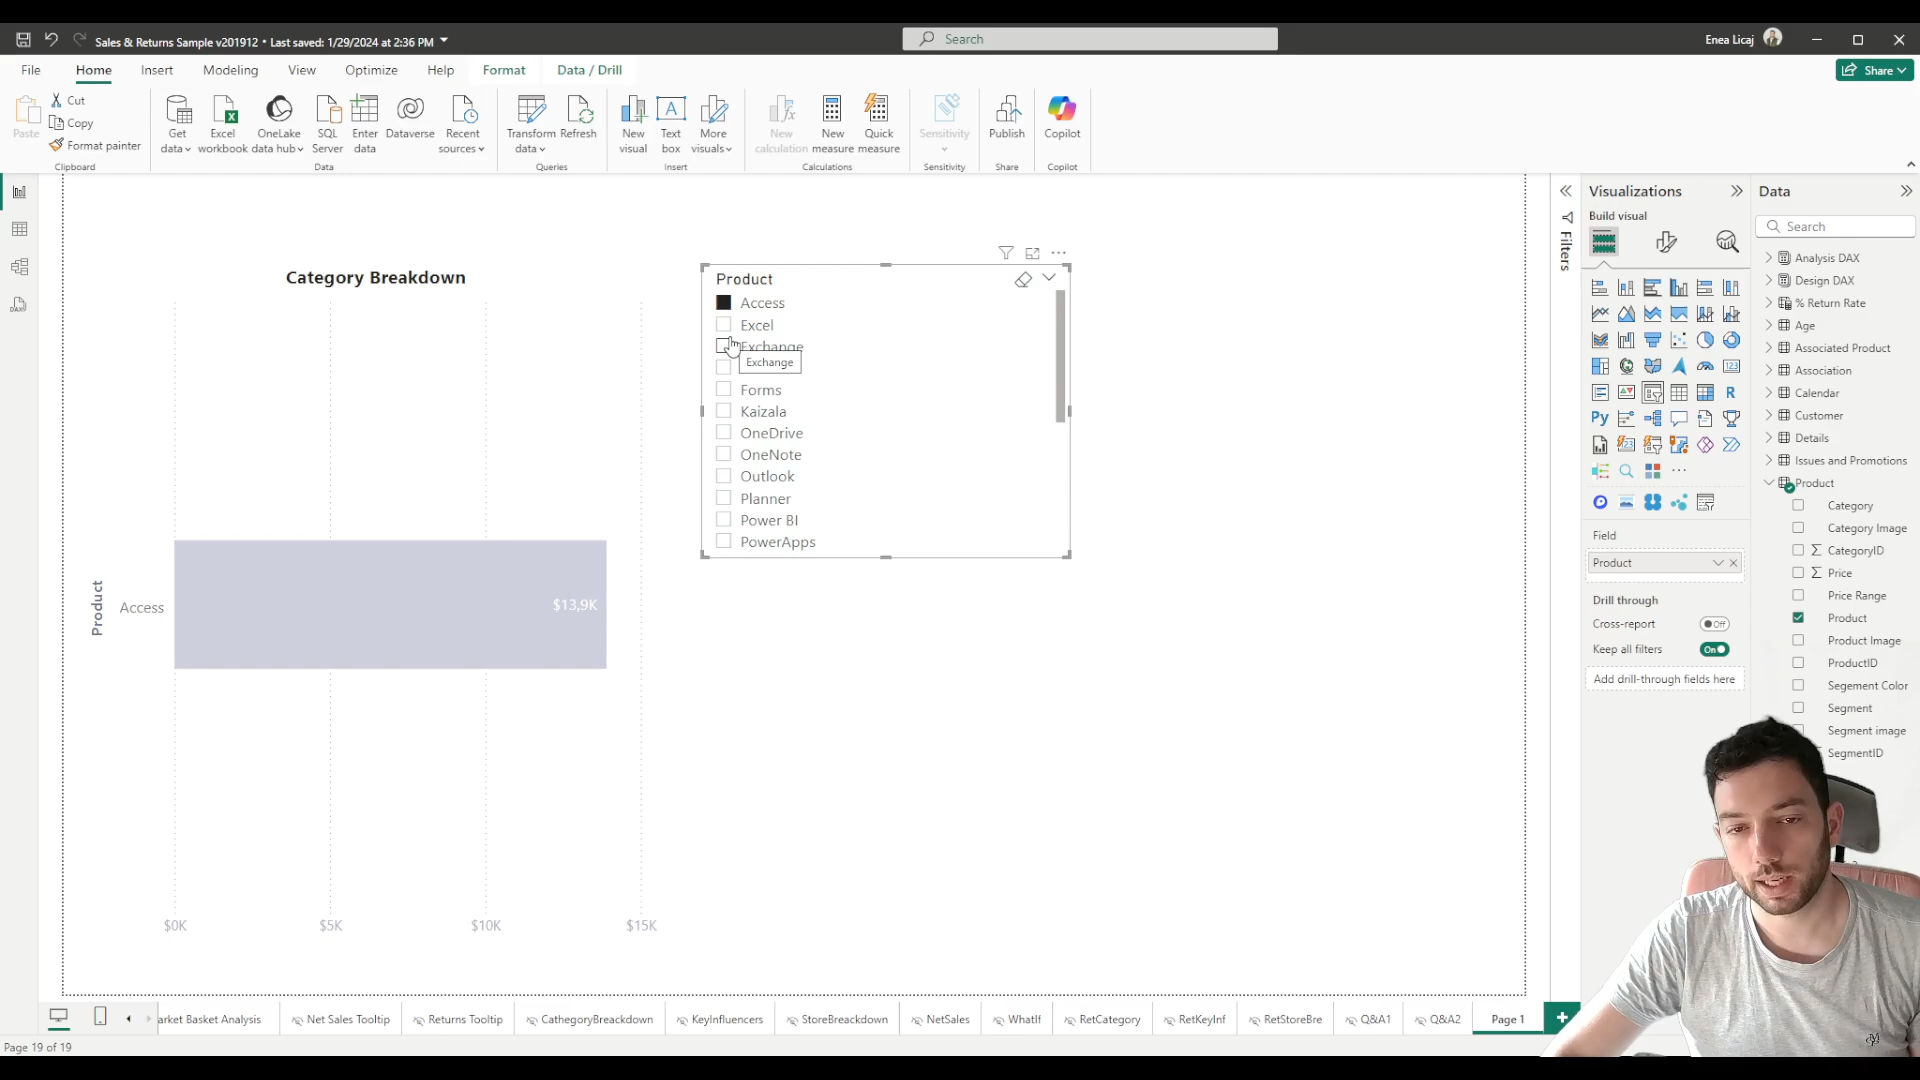 Sales & Returns Sample v201912 • Last saved: 1/29/2024 at 2:36 PM
Search
Enea Licaj
File
Home
Insert
Modeling
View
Optimize
Help
Format
Data / Drill
Share
Paste
Cut
Copy
Format painter
Clipboard
Get data
Excel workbook
OneLake data hub
SQL Server
Enter data
Dataverse
Recent sources
Data
Transform data
Refresh
Queries
New visual
Text box
More visuals
Insert
New calculation
New measure
Quick measure
Calculations
Sensitivity
Sensitivity
Publish
Share
Copilot
Copilot
Category Breakdown
Product
Access
$13,9K
$0K
$5K
$10K
$15K
Product
Access
Excel
Exchange
Exchange
Forms
Kaizala
OneDrive
OneNote
Outlook
Planner
Power BI
PowerApps
Filters
Visualizations
Build visual
Py
R
123
Field
Product
Drill through
Cross-report
Off
Keep all filters
On
Add drill-through fields here
Data
Search
Analysis DAX
Design DAX
% Return Rate
Age
Associated Product
Association
Calendar
Customer
Details
Issues and Promotions
Product
Category
Category Image
CategoryID
Price
Price Range
Product
Product Image
ProductID
Segement Color
Segment
Segment image
SegmentID
arket Basket Analysis
Net Sales Tooltip
Returns Tooltip
CathegoryBreackdown
KeyInfluencers
StoreBreackdown
NetSales
WhatIf
RetCategory
RetKeyInf
RetStoreBre
Q&A1
Q&A2
Page 1
Page 19 of 19